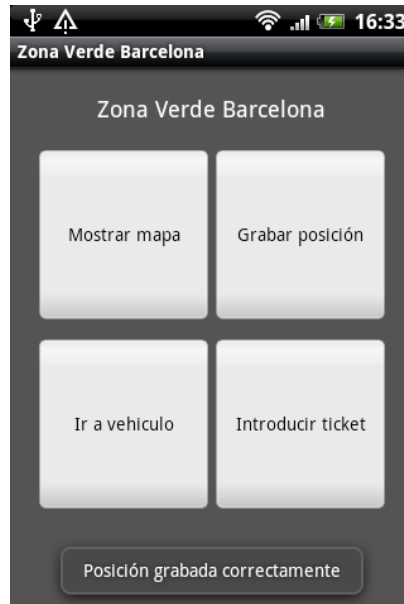 16:33
Zona Verde Barcelona
Zona Verde Barcelona
Mostrar mapa
Grabar posición
Ir a vehiculo
Introducir ticket
Posición grabada correctamente